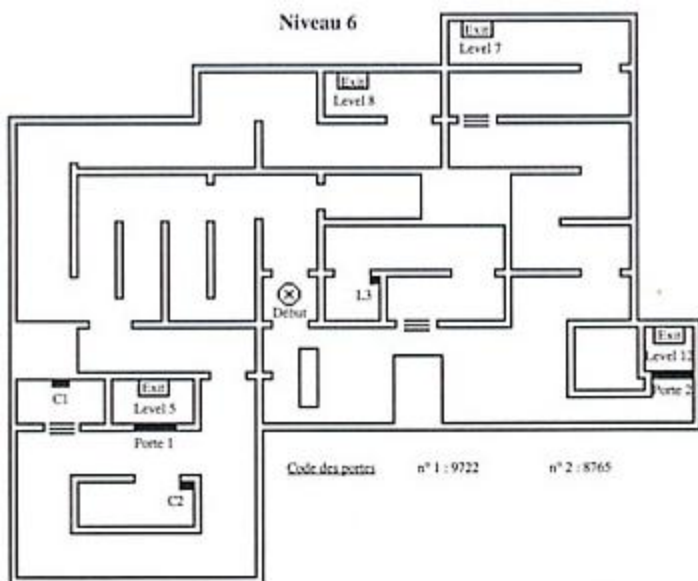 Niveau 6
Exit
Level 7
Exit
Level 8
L3
Début
Exit
Level 12
Porte 2
C1
Exit
Level 5
Porte 1
C2
Code des portes n° 1 : 9722 n° 2 : 8765